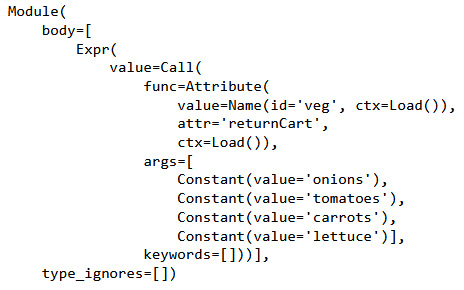 Module(
    body=[
        Expr(
            value=Call(
                func=Attribute(
                    value=Name(id='veg', ctx=Load()),
                    attr='returnCart',
                    ctx=Load()),
                args=[
                    Constant(value='onions'),
                    Constant(value='tomatoes'),
                    Constant(value='carrots'),
                    Constant(value='lettuce')],
                keywords=[]))],
    type_ignores=[])